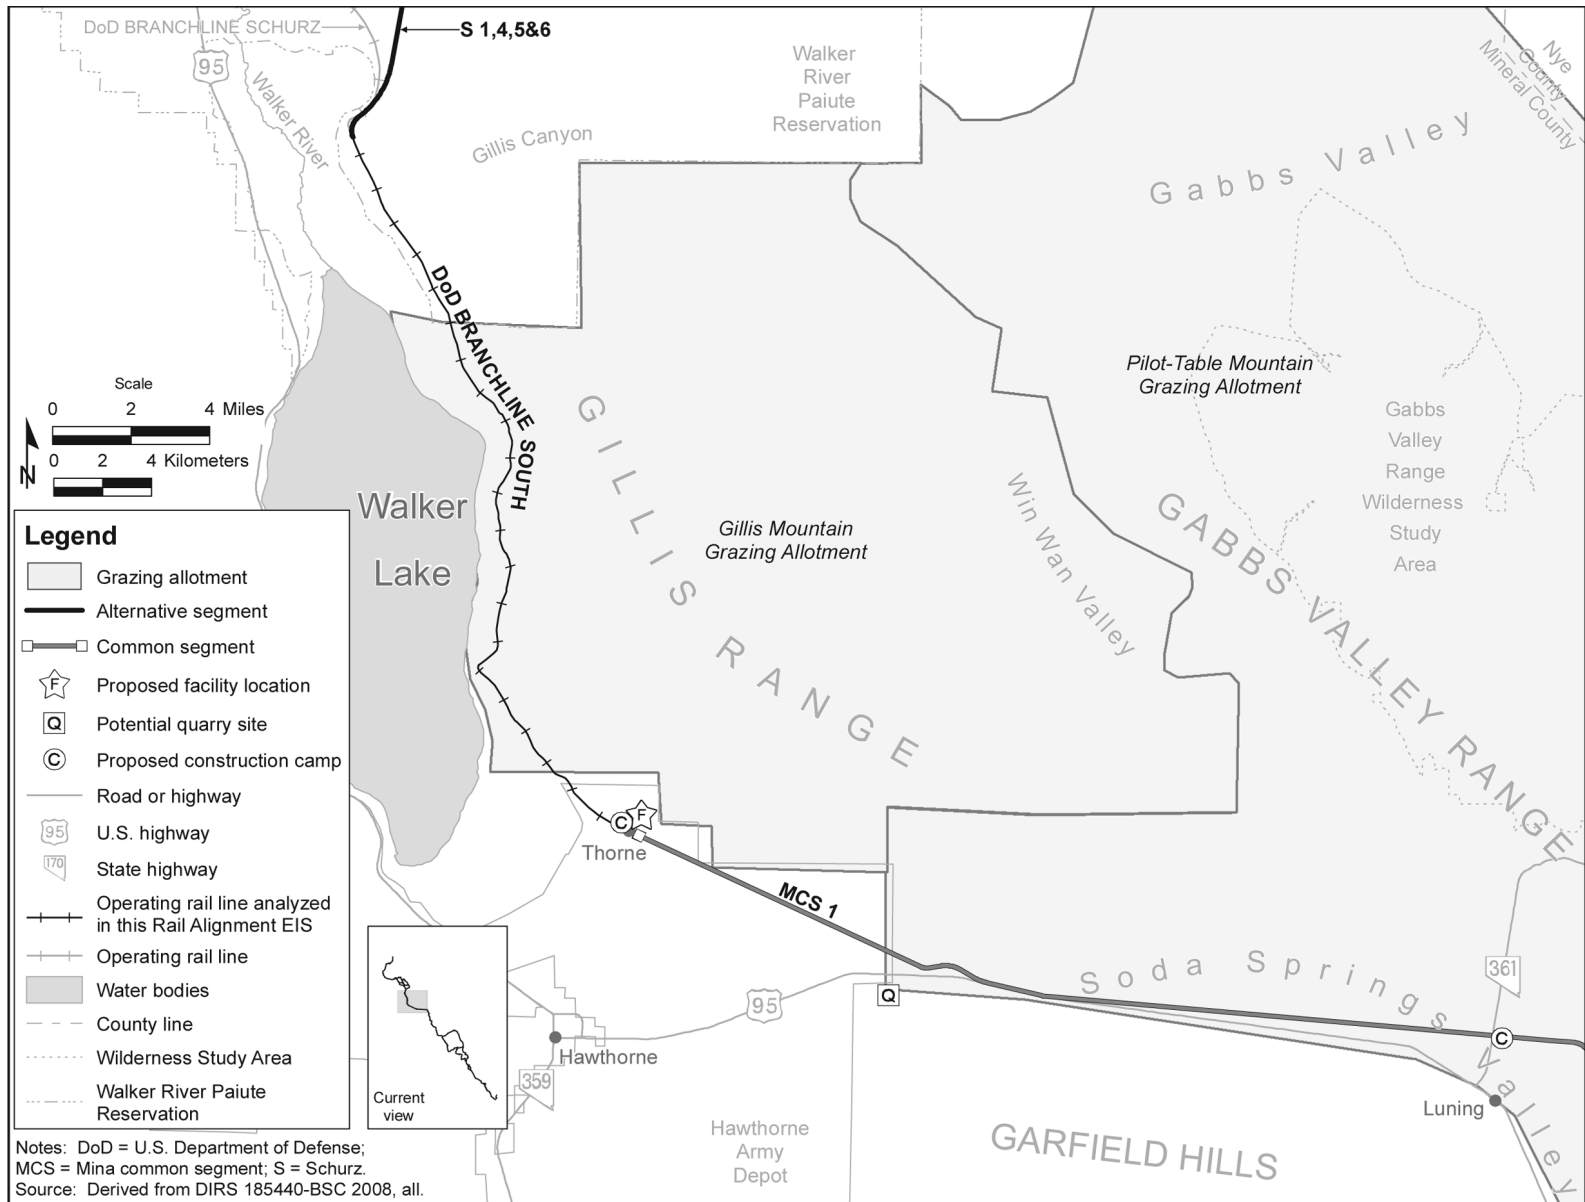 DoD BRANCHLINE SCHURZ
S 1,4,5&6
95
Walker River
Gillis Canyon
Walker
River
Paiute
Reservation
Nye
County
Mineral County
Gabbs Valley
DoD BRANCHLINE SOUTH
Pilot-Table Mountain
Grazing Allotment
Gabbs
Valley
Range
Wilderness
Study
Area
Scale
0 2 4 Miles
0 2 4 Kilometers
N
Walker
Lake
GILLIS RANGE
Gillis Mountain
Grazing Allotment
Win Wan Valley
GABBS VALLEY RANGE
Legend
Grazing allotment
Alternative segment
Common segment
F
Proposed facility location
Q
Potential quarry site
C
Proposed construction camp
Road or highway
95
U.S. highway
170
State highway
Operating rail line analyzed
in this Rail Alignment EIS
Operating rail line
Water bodies
County line
Wilderness Study Area
Walker River Paiute
Reservation
C
F
Thorne
MCS 1
Soda Springs Valley
361
Q
95
C
Hawthorne
359
Current
view
Luning
Hawthorne
Army
Depot
GARFIELD HILLS
Notes: DoD = U.S. Department of Defense;
MCS = Mina common segment; S = Schurz.
Source: Derived from DIRS 185440-BSC 2008, all.